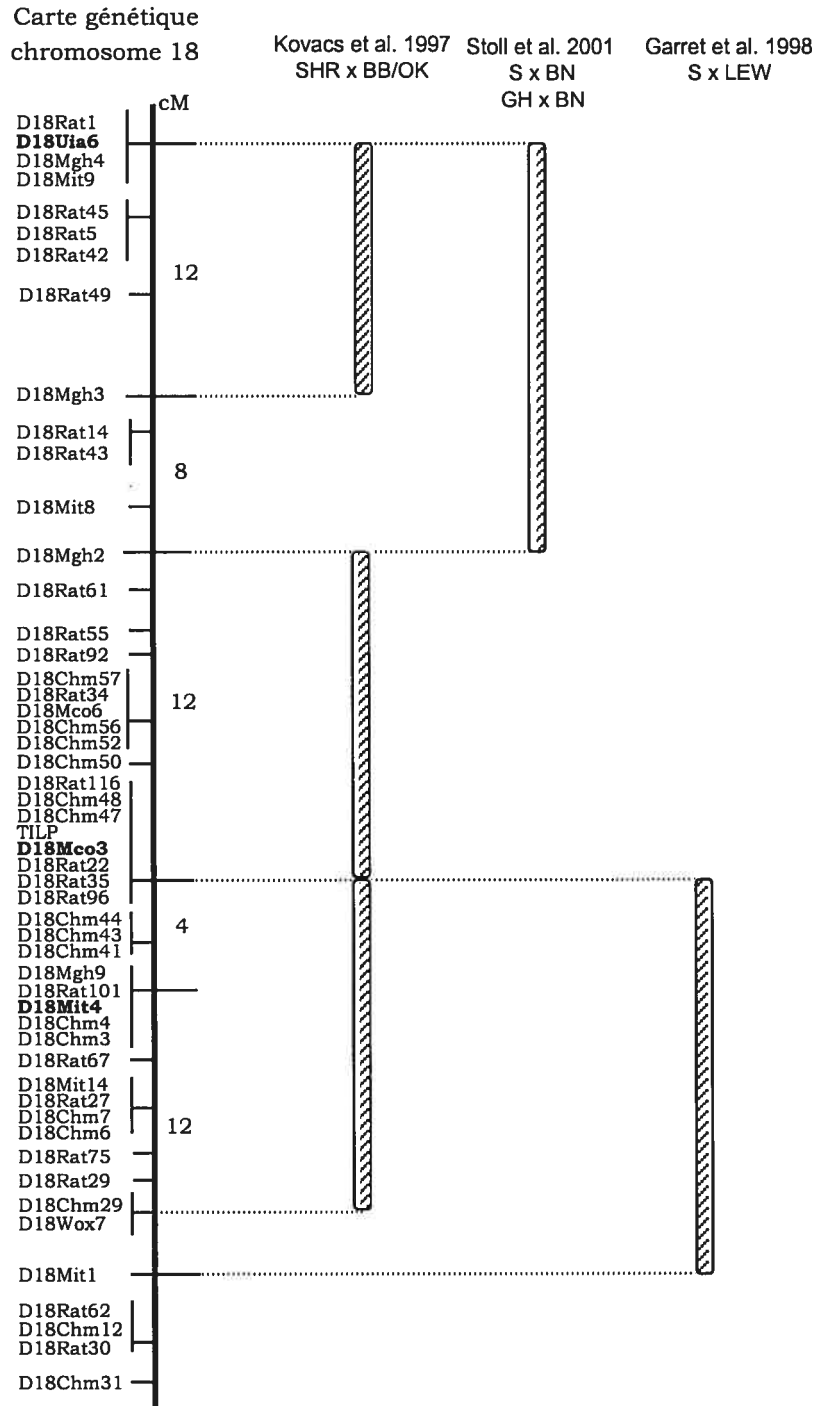 Carte génétique
chromosome 18
Kovacs et al. 1997
SHR x BB/OK
Stoll et al. 2001
S x BN
GH x BN
Garret et al. 1998
S x LEW
cM
D18Rat1
D18Uia6
D18Mgh4
D18Mit9
D18Rat45
D18Rat5
D18Rat42
12
D18Rat49
D18Mgh3
D18Rat14
D18Rat43
8
D18Mit8
D18Mgh2
D18Rat61
D18Rat55
D18Rat92
D18Chm57
D18Rat34
12
D18Mco6
D18Chm56
D18Chm52
D18Chm50
D18Rat116
D18Chm48
D18Chm47
TILP
D18Mco3
D18Rat22
D18Rat35
D18Rat96
D18Chm44
4
D18Chm43
D18Chm41
D18Mgh9
D18Rat101
D18Mit4
D18Chm4
D18Chm3
D18Rat67
D18Mit14
D18Rat27
D18Chm7
12
D18Chm6
D18Rat75
D18Rat29
D18Chm29
D18Wox7
D18Mit1
D18Rat62
D18Chm12
D18Rat30
D18Chm31